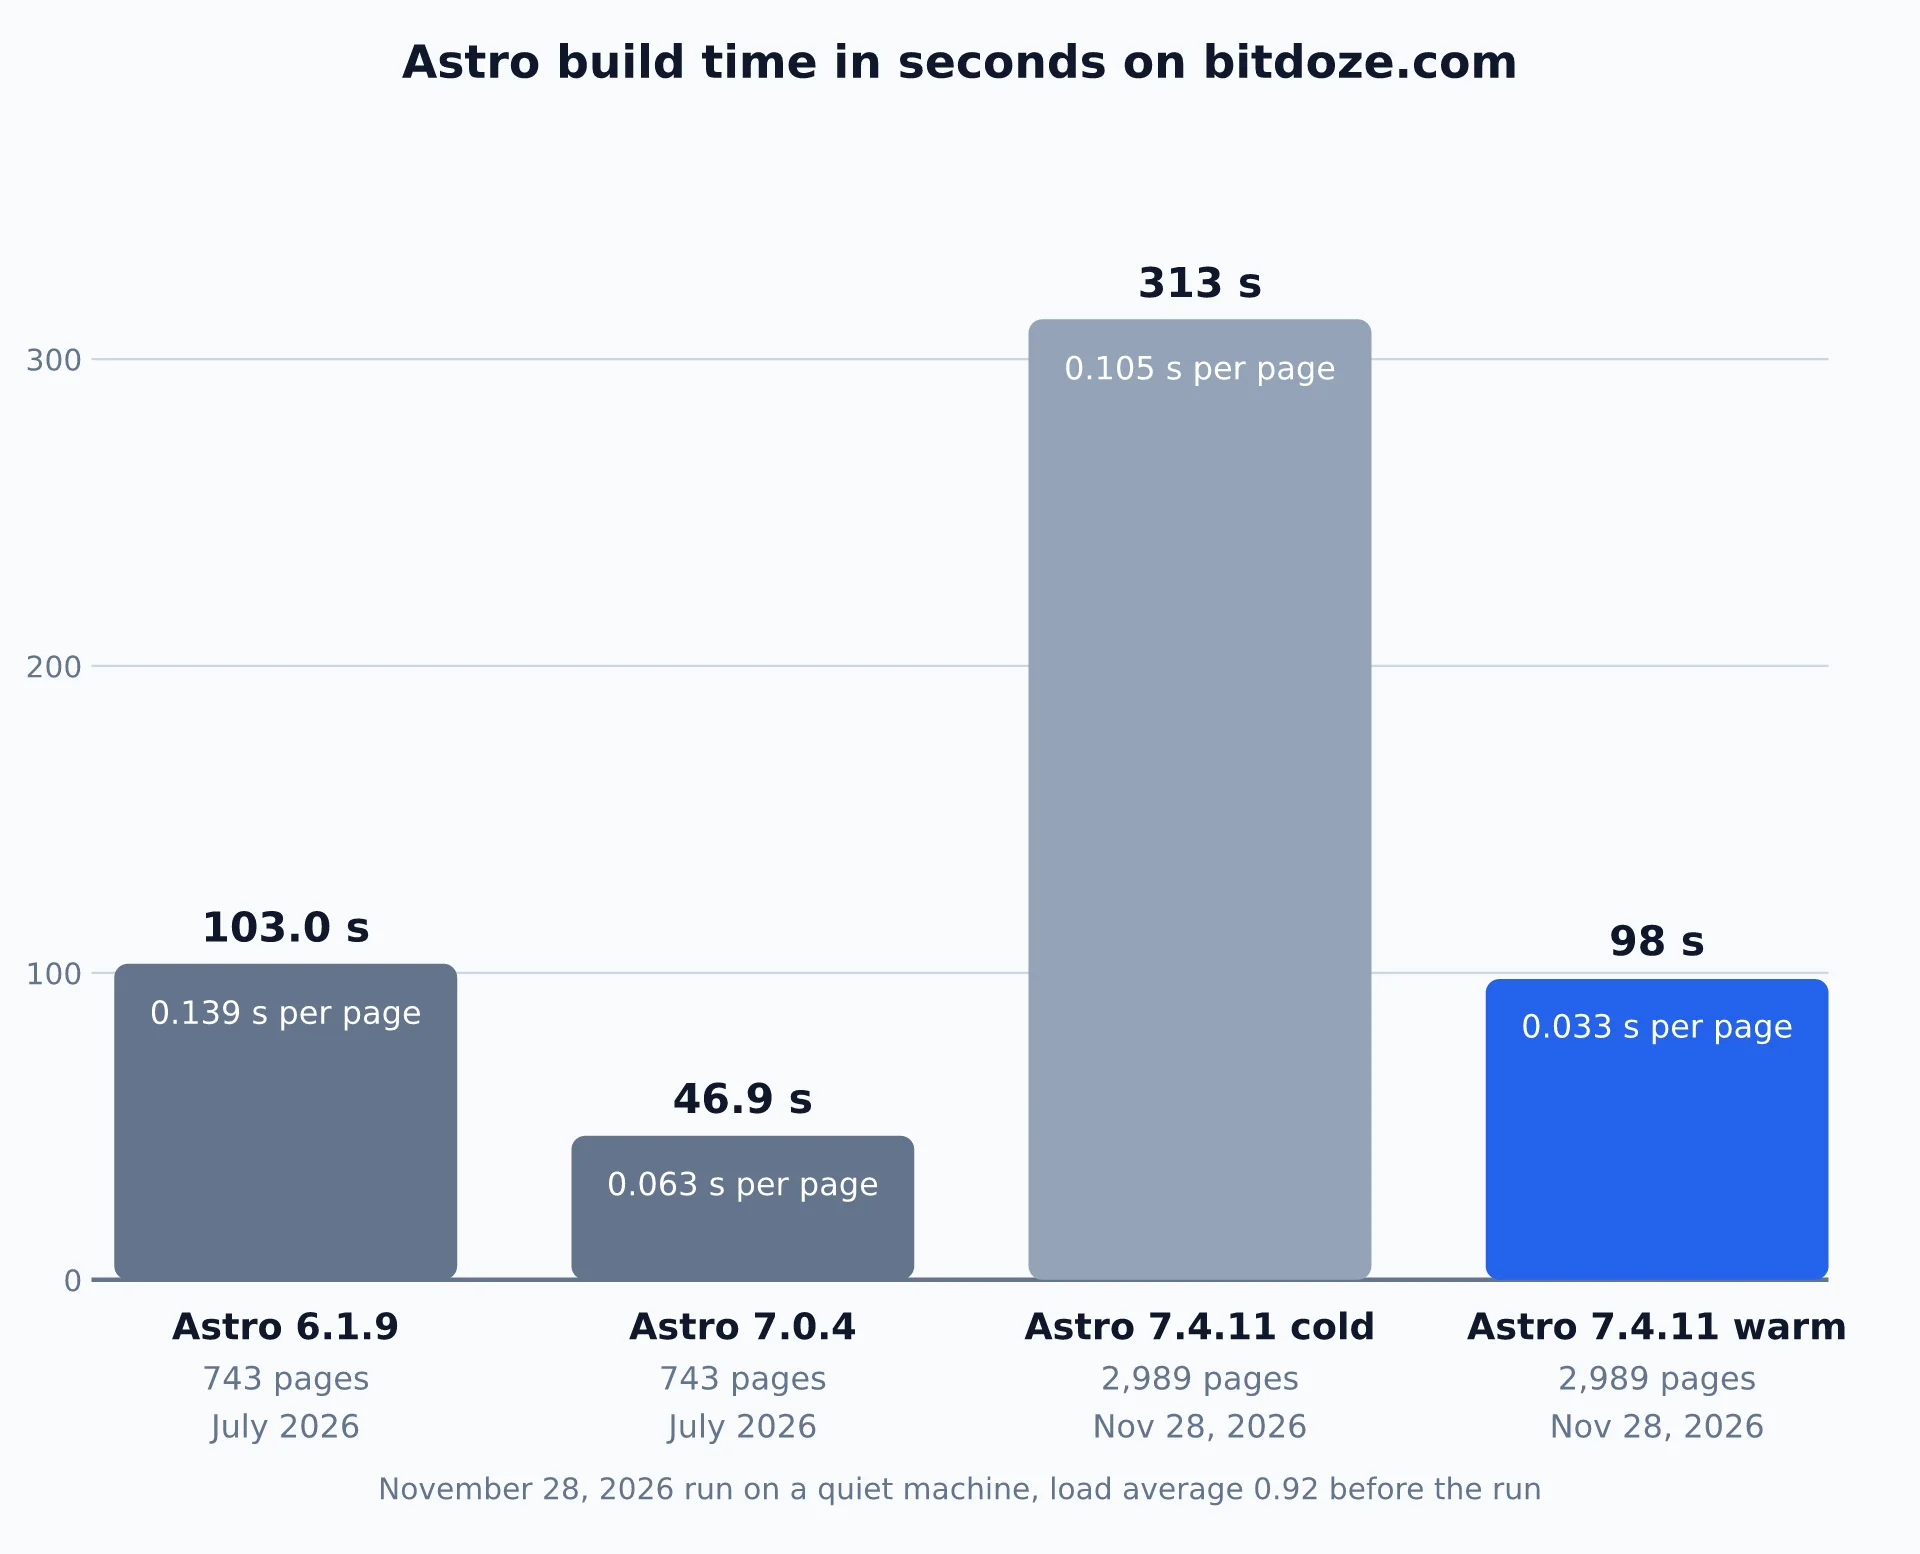 Astro build time in seconds on bitdoze.com
313 s
300
0.105 s per page
200
103.0 s
98 s
100
0.139 s per page
0.033 s per page
46.9 s
0.063 s per page
0
Astro 6.1.9
Astro 7.0.4
Astro 7.4.11 cold
Astro 7.4.11 warm
743 pages
743 pages
2,989 pages
2,989 pages
July 2026
July 2026
Nov 28, 2026
Nov 28, 2026
November 28, 2026 run on a quiet machine, load average 0.92 before the run